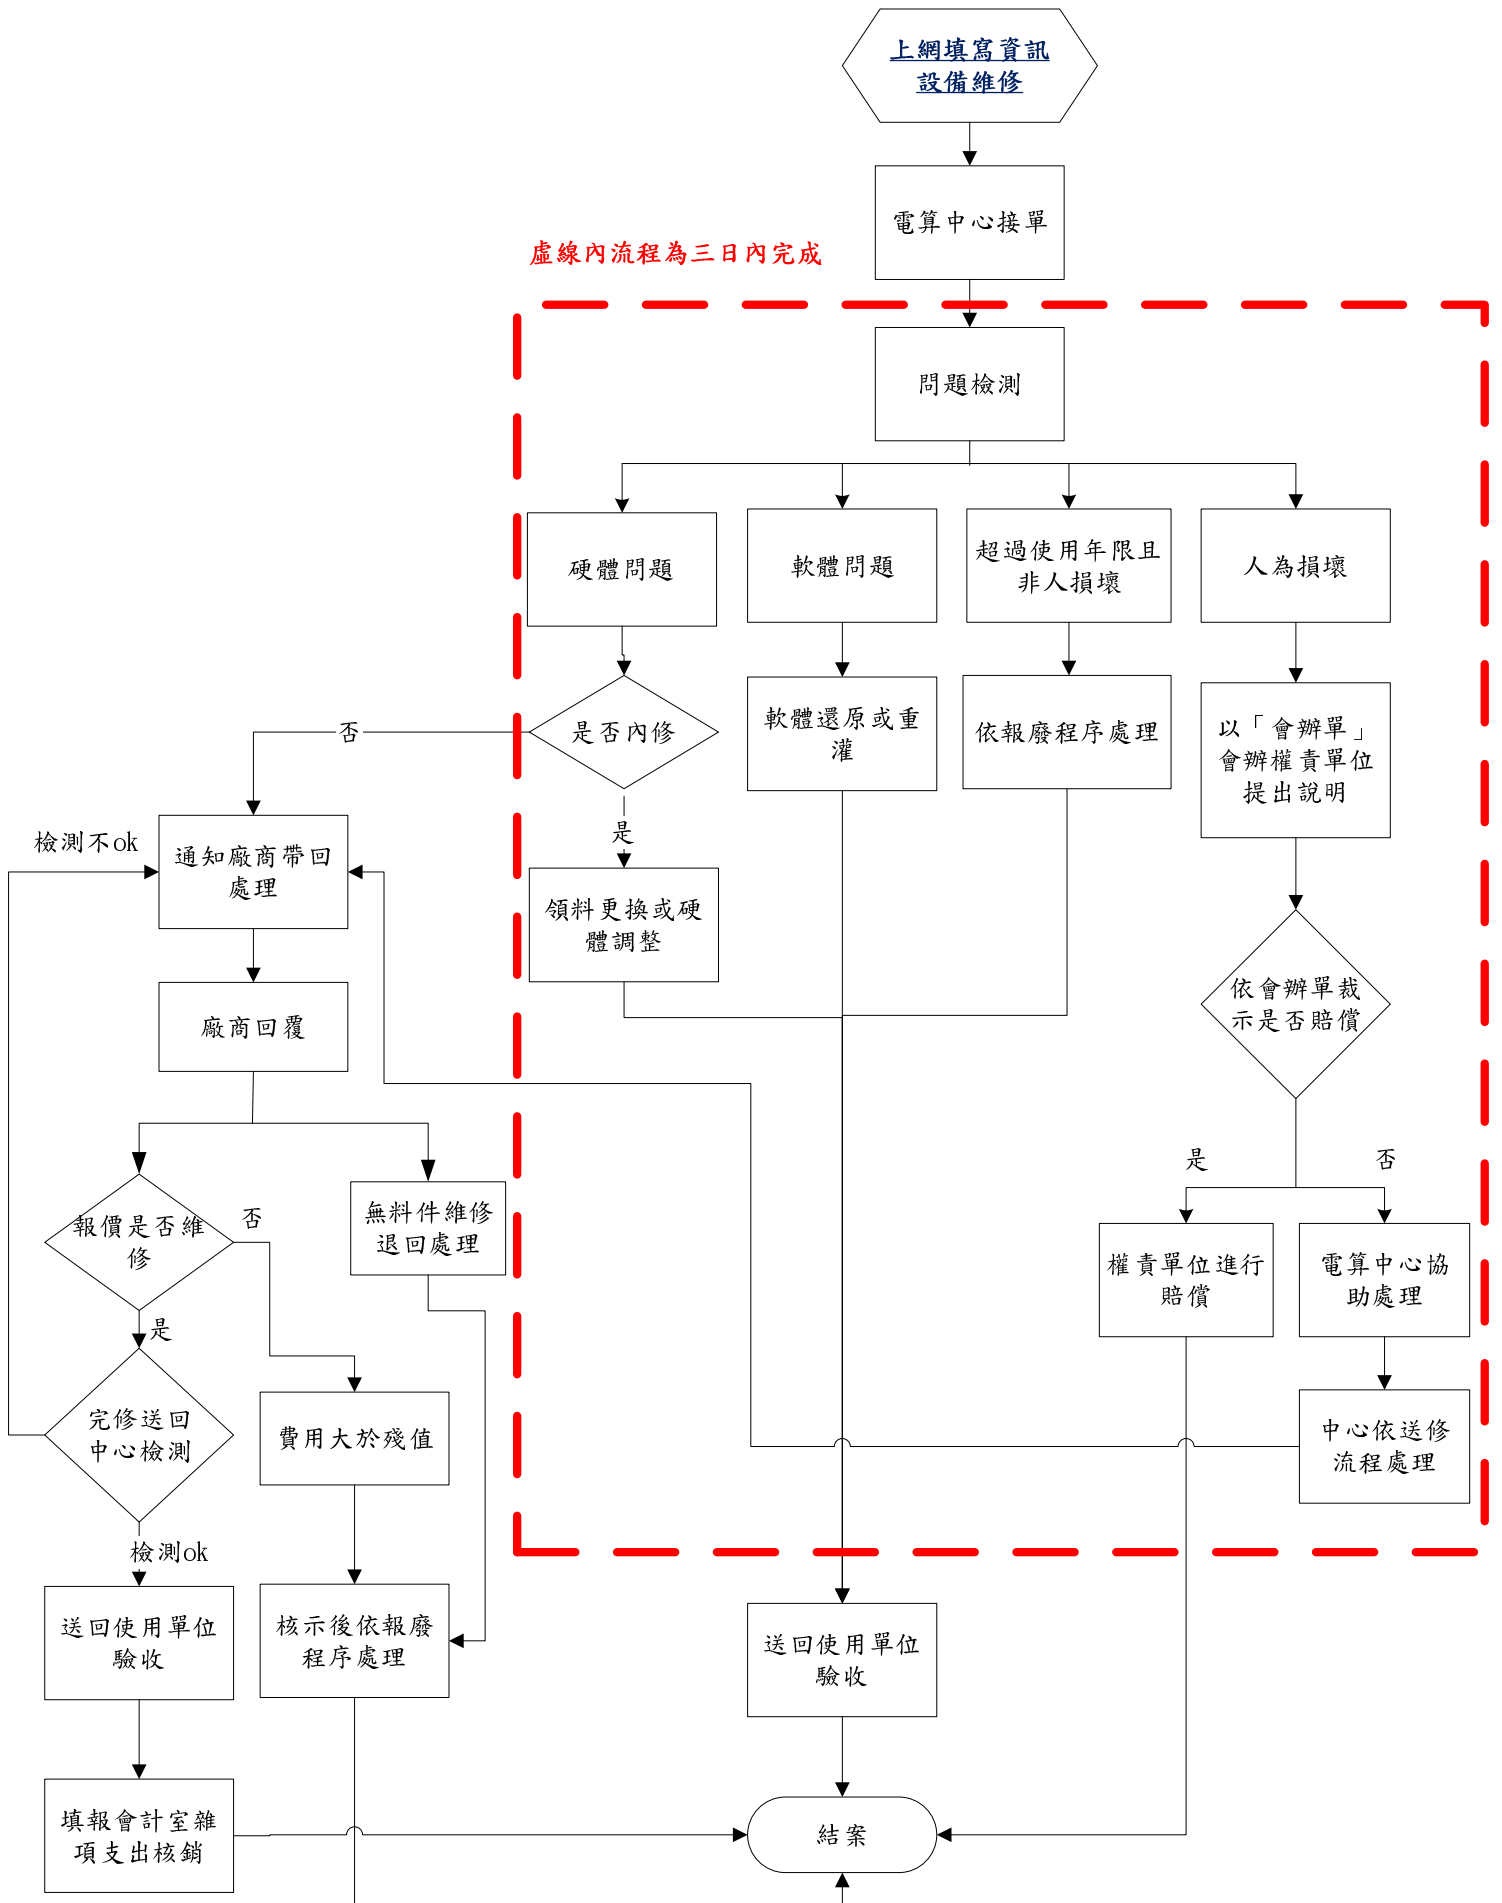 上網填寫資訊
設備維修
電算中心接單
虛線內流程為三日內完成
問題檢測
硬體問題
軟體問題
超過使用年限且
非人損壞
人為損壞
是否內修
軟體還原或重
灌
依報廢程序處理
以「會辦單」
會辦權責單位
提出說明
否
是
檢測不ok
通知廠商帶回
處理
領料更換或硬
體調整
廠商回覆
依會辦單裁
示是否賠償
是
否
報價是否維
修
否
無料件維修
退回處理
權責單位進行
賠償
電算中心協
助處理
是
完修送回
中心檢測
費用大於殘值
中心依送修
流程處理
檢測ok
送回使用單位
驗收
核示後依報廢
程序處理
送回使用單位
驗收
填報會計室雜
項支出核銷
結案